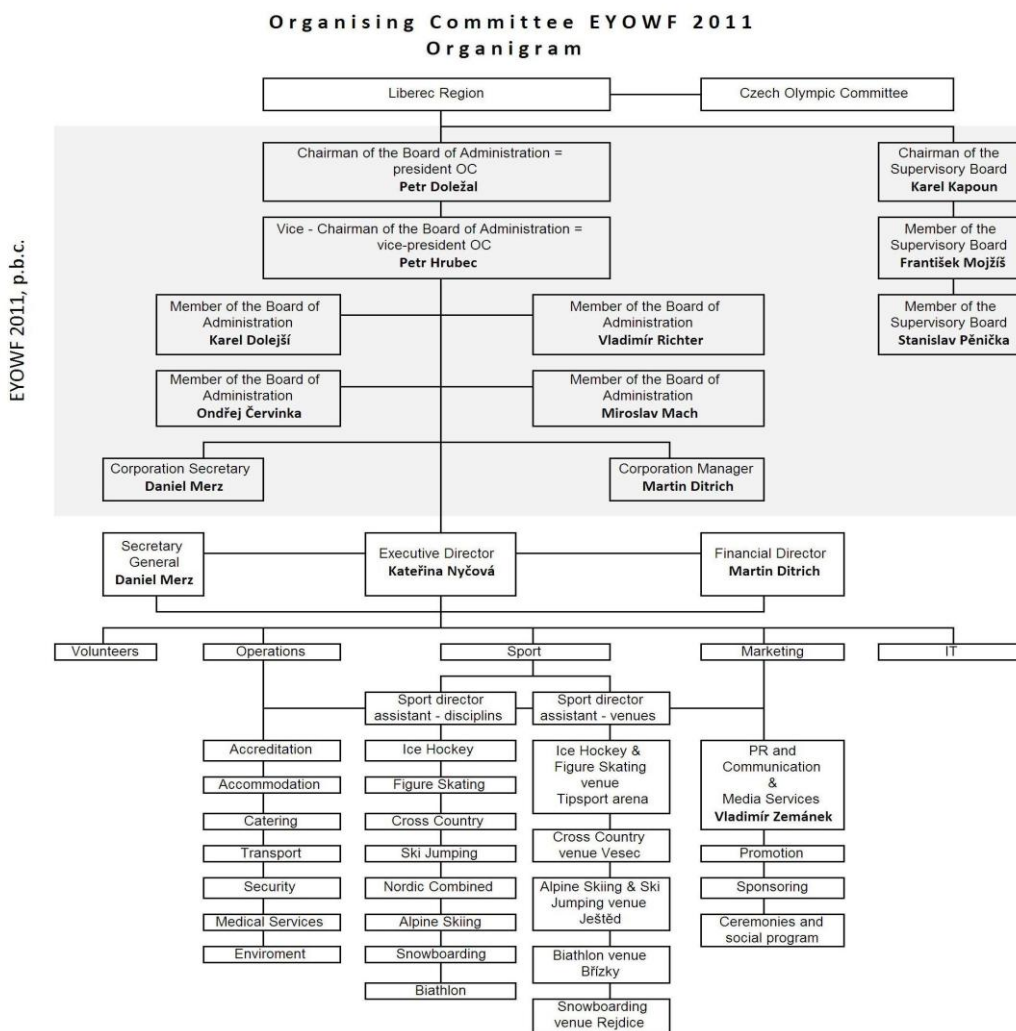 Organising Committee EYOWF 2011
Organigram
Liberec Region
Czech Olympic Committee
EYOWF 2011, p.b.c.
Chairman of the Board of Administration =
president OC
Petr Doležal
Chairman of the
Supervisory Board
Karel Kapoun
Vice - Chairman of the Board of Administration =
vice-president OC
Petr Hrubec
Member of the
Supervisory Board
František Mojžíš
Member of the Board of
Administration
Karel Dolejší
Member of the Board of
Administration
Vladimír Richter
Member of the
Supervisory Board
Stanislav Pěnička
Member of the Board of
Administration
Ondřej Červinka
Member of the Board of
Administration
Miroslav Mach
Corporation Secretary
Daniel Merz
Corporation Manager
Martin Ditrich
Secretary
General
Daniel Merz
Executive Director
Kateřina Nyčová
Financial Director
Martin Ditrich
Volunteers
Operations
Sport
Marketing
IT
Sport director
assistant - disciplins
Sport director
assistant - venues
Accreditation
Accommodation
Catering
Transport
Security
Medical Services
Enviroment
Ice Hockey
Figure Skating
Cross Country
Ski Jumping
Nordic Combined
Alpine Skiing
Snowboarding
Biathlon
Ice Hockey &
Figure Skating
venue
Tipsport arena
Cross Country
venue Vesec
Alpine Skiing & Ski
Jumping venue
Ještěd
Biathlon venue
Břízky
Snowboarding
venue Rejdice
PR and
Communication
&
Media Services
Vladimír Zemánek
Promotion
Sponsoring
Ceremonies and
social program